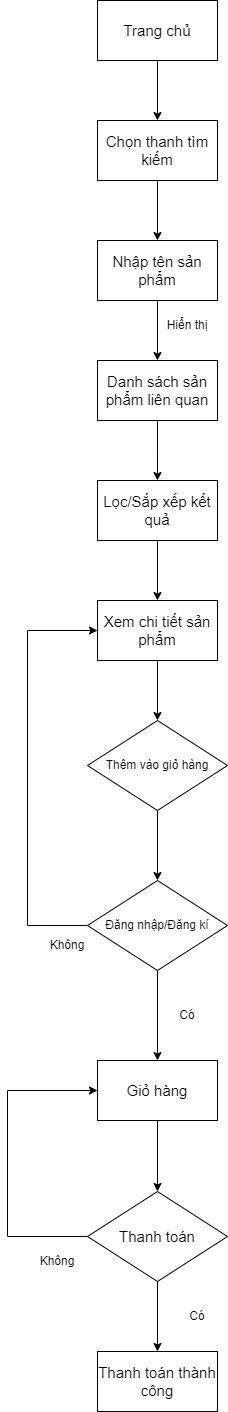 Trang chủ
Chọn thanh tìm
kiếm
Nhập tên sản
phẩm
Hiển thị
Danh sách sản
phẩm liên quan
Lọc/Sắp xếp kết
quả
Xem chi tiết sản
phẩm
Thêm vào giỏ hàng
Đăng nhập/Đăng kí
Không
Có
Giỏ hàng
Thanh toán
Không
Có
Thanh toán thành
công